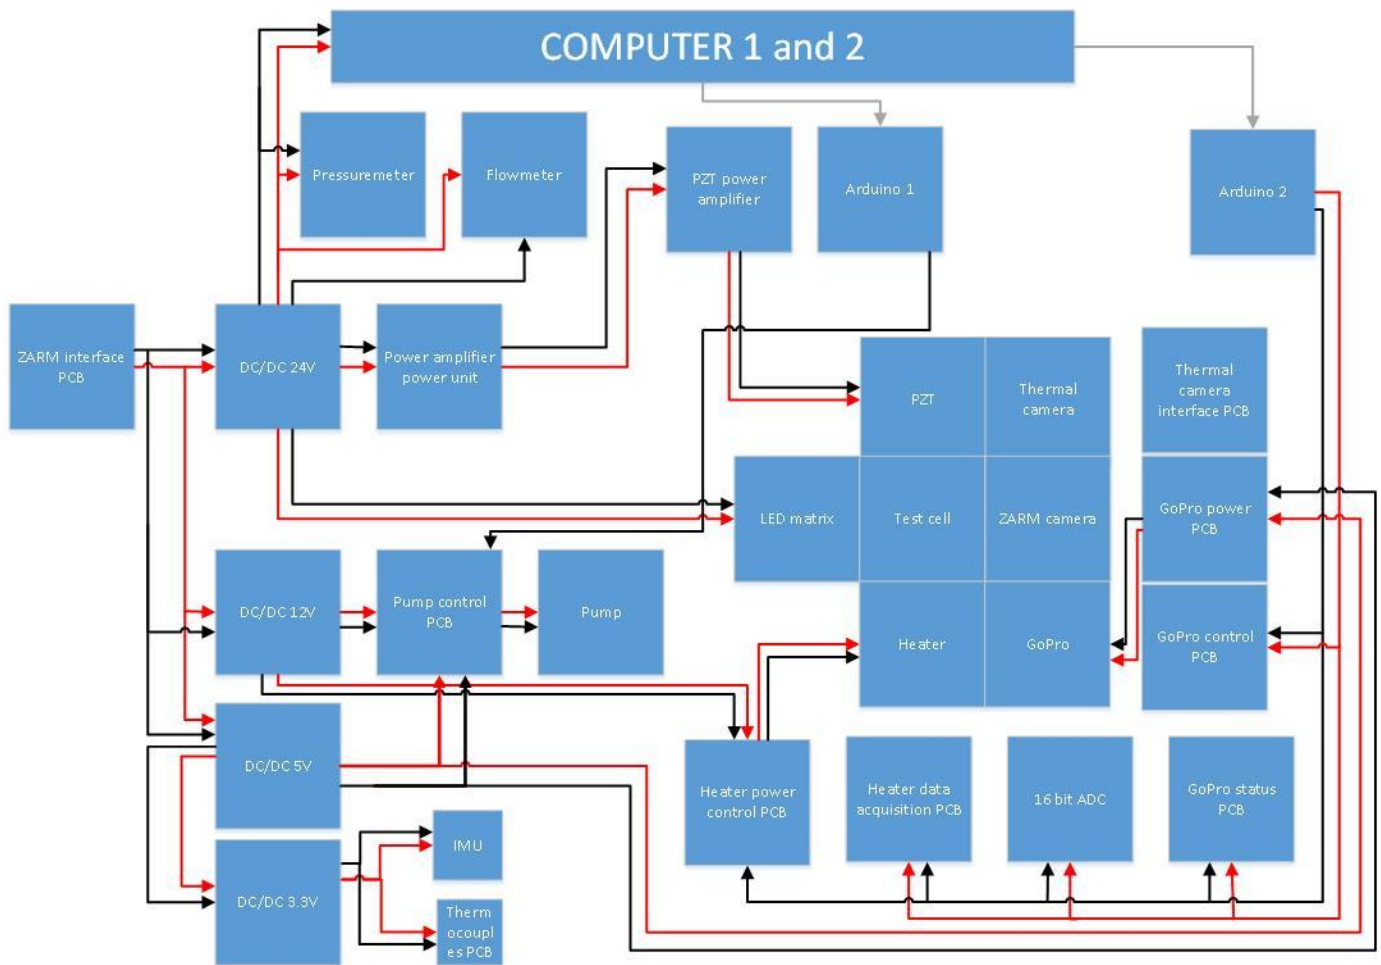 COMPUTER 1 and 2
Pressuremeter
Flowmeter
PZT power
amplifier
Arduino 1
Arduino 2
ZARM interface
PCB
DC/DC 24V
Power amplifier
power unit
PZT
Thermal
camera
Thermal
camera
interface PCB
LED matrix
Test cell
ZARM camera
GoPro power
PCB
DC/DC 12V
Pump control
PCB
Pump
Heater
GoPro
GoPro control
PCB
DC/DC 5V
Heater power
control PCB
Heater data
acquisition PCB
16 bit ADC
GoPro status
PCB
IMU
DC/DC 3.3V
Therm
ocoupl
es PCB